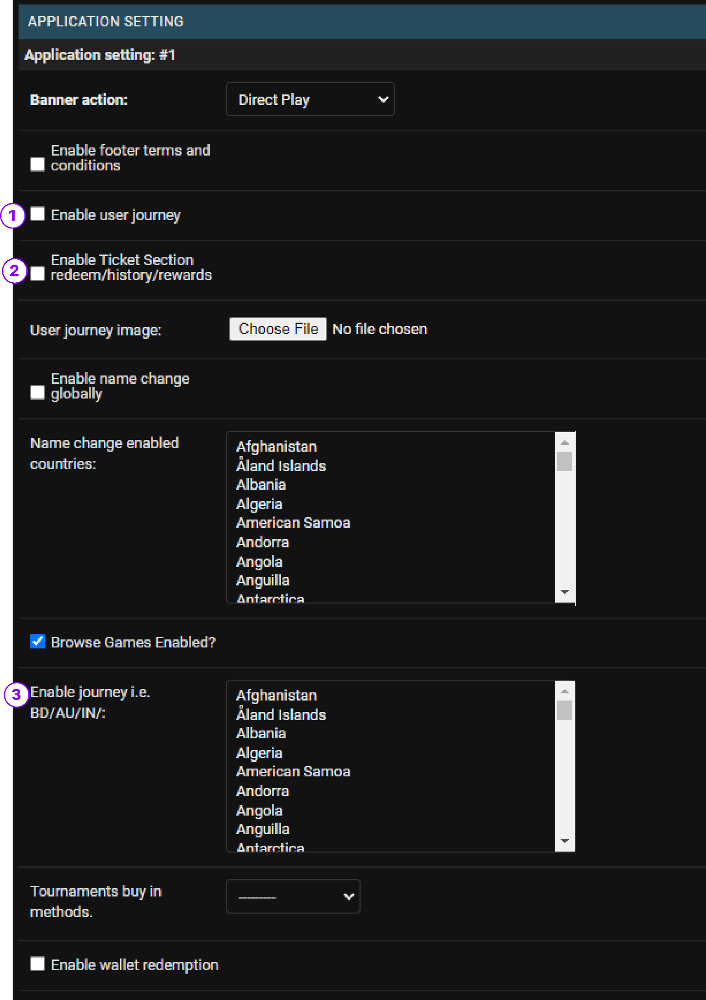 APPLICATION SETTING
Application setting: #1
Banner action:
Direct Play
Enable footer terms and
conditions
1
Enable user journey
2
Enable Ticket Section
redeem/history/rewards
User journey image:
Choose File No file chosen
Enable name change
globally
Name change enabled
countries:
Afghanistan
Åland Islands
Albania
Algeria
American Samoa
Andorra
Angola
Anguilla
Antarctica
Browse Games Enabled?
3
Enable journey i.e.
BD/AU/IN/:
Afghanistan
Åland Islands
Albania
Algeria
American Samoa
Andorra
Angola
Anguilla
Antarctica
Tournaments buy in
methods.
---------
Enable wallet redemption